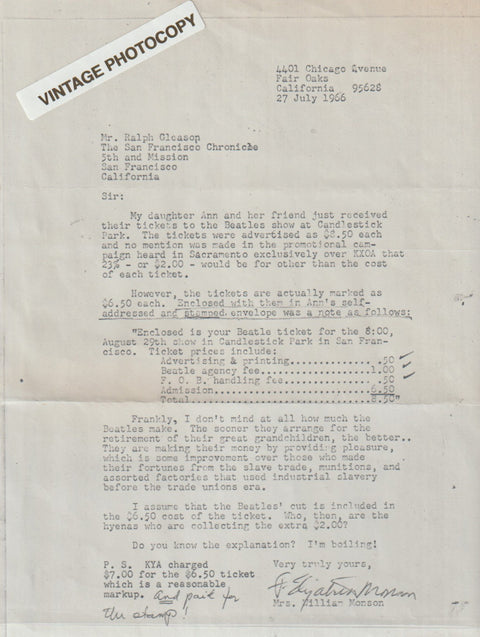 VINTAGE PHOTOCOPY
4401 Chicago Avenue
Fair Oaks
California 95628
27 July 1966
Mr. Ralph Gleason
The San Francisco Chronicle
5th and Mission
San Francisco
California
Sir:
My daughter Ann and her friend just received
their tickets to the Beatles show at Candlestick
Park. The tickets were advertised as $8.50 each
and no mention was made in the promotional cam-
paign heard in Sacramento exclusively over KXOA that
23% - or $2.00 - would be for other than the cost
of each ticket.
However, the tickets are actually marked as
$6.50 each. Enclosed with them in Ann's self-
addressed and stamped envelope was a note as follows:
"Enclosed is your Beatle ticket for the 8:00,
August 29th show in Candlestick Park in San Fran-
cisco. Ticket prices include:
Advertising & printing.............. .50
Beatle agency fee...................1.00
F. O. B. handling fee............... .50
Admission...........................6.50
Total...............................8.50"
Frankly, I don't mind at all how much the
Beatles make. The sooner they arrange for the
retirement of their great grandchildren, the better..
They are making their money by providing pleasure,
which is some improvement over those who made
their fortunes from the slave trade, munitions, and
assorted factories that used industrial slavery
before the trade unions era.
I assume that the Beatles' cut is included in
the $6.50 cost of the ticket. Who, then, are the
hyenas who are collecting the extra $2.00?
Do you know the explanation? I'm boiling!
P. S. KYA charged
$7.00 for the $6.50 ticket
which is a reasonable
markup. And paid for
the stamp!
Very truly yours,
Monson
Mrs. William Monson